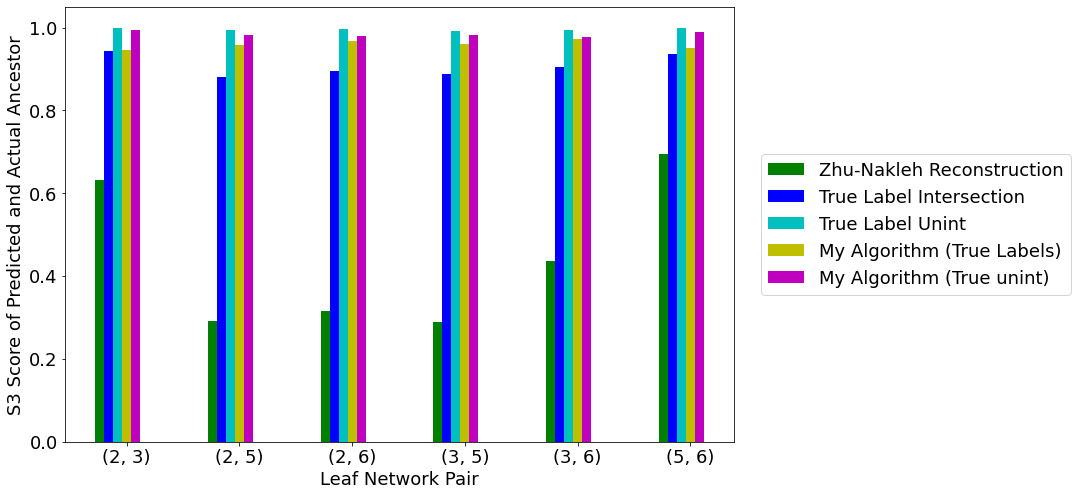 S3 Score of Predicted and Actual Ancestor
1.0
0.8
0.6
0.4
0.2
0.0
(2, 3)
(2, 5)
(2, 6)
(3, 5)
(3, 6)
(5, 6)
Leaf Network Pair
Zhu-Nakleh Reconstruction
True Label Intersection
True Label Unint
My Algorithm (True Labels)
My Algorithm (True unint)